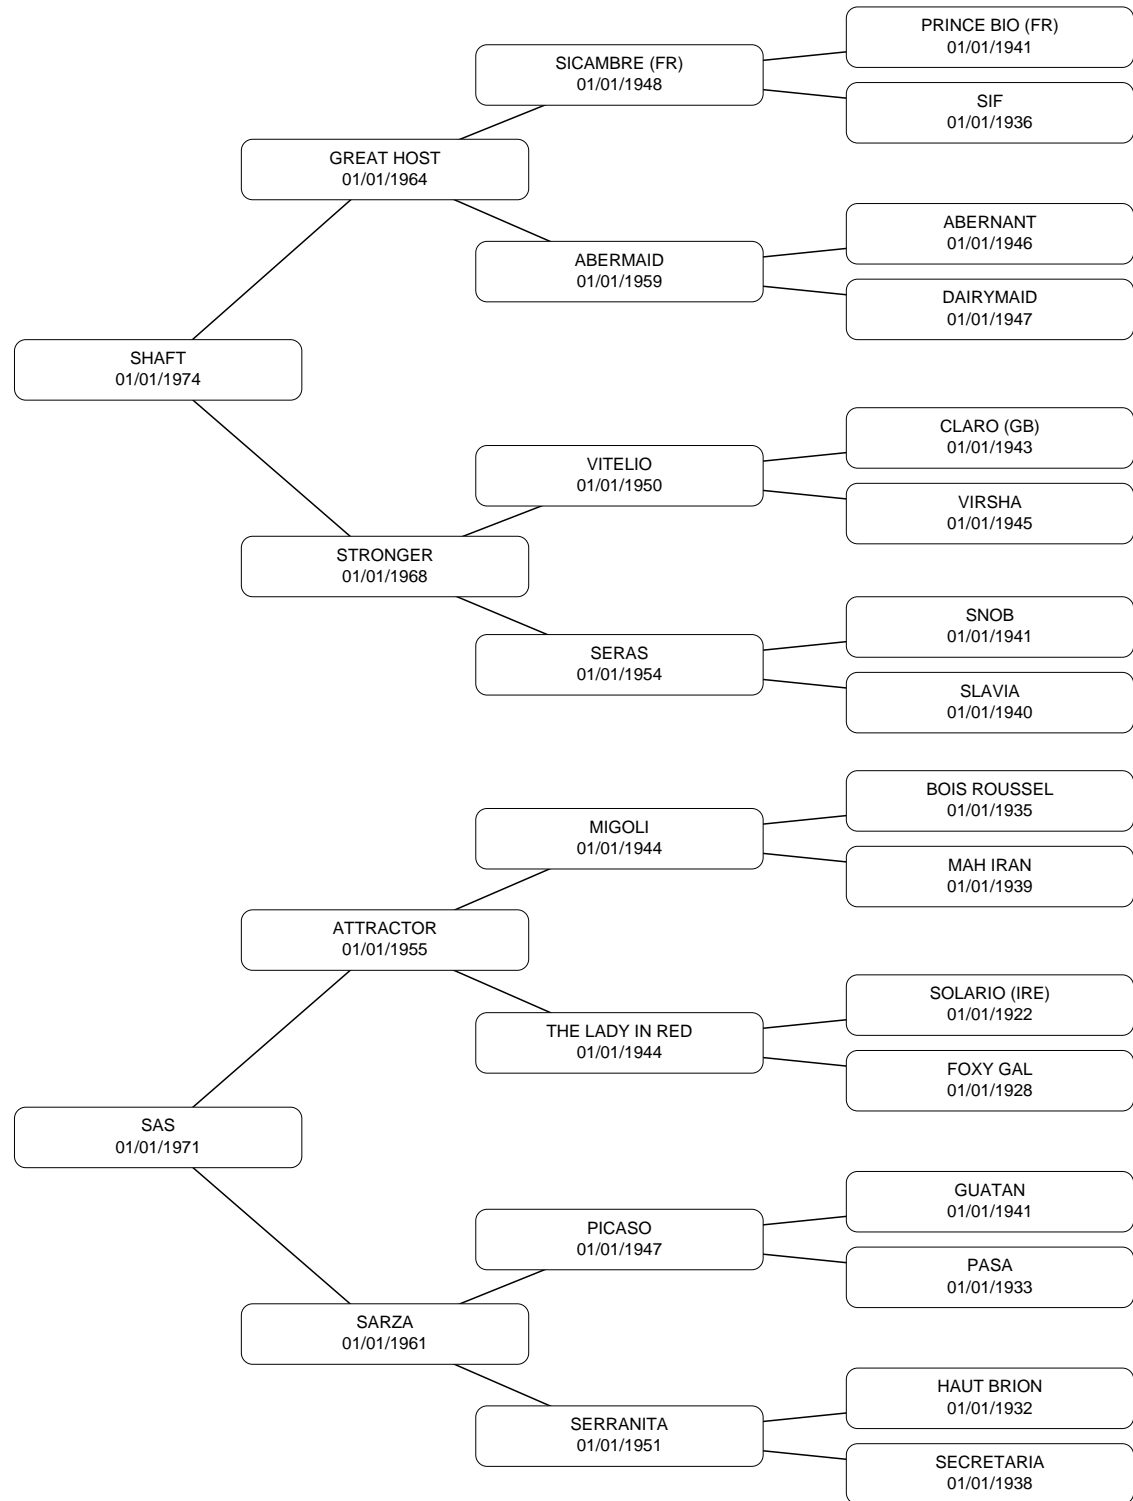 PRINCE BIO (FR)
01/01/1941
SICAMBRE (FR)
01/01/1948
SIF
01/01/1936
GREAT HOST
01/01/1964
ABERNANT
01/01/1946
ABERMAID
01/01/1959
DAIRYMAID
01/01/1947
SHAFT
01/01/1974
CLARO (GB)
01/01/1943
VITELIO
01/01/1950
VIRSHA
01/01/1945
STRONGER
01/01/1968
SNOB
01/01/1941
SERAS
01/01/1954
SLAVIA
01/01/1940
BOIS ROUSSEL
01/01/1935
MIGOLI
01/01/1944
MAH IRAN
01/01/1939
ATTRACTOR
01/01/1955
SOLARIO (IRE)
01/01/1922
THE LADY IN RED
01/01/1944
FOXY GAL
01/01/1928
SAS
01/01/1971
GUATAN
01/01/1941
PICASO
01/01/1947
PASA
01/01/1933
SARZA
01/01/1961
HAUT BRION
01/01/1932
SERRANITA
01/01/1951
SECRETARIA
01/01/1938